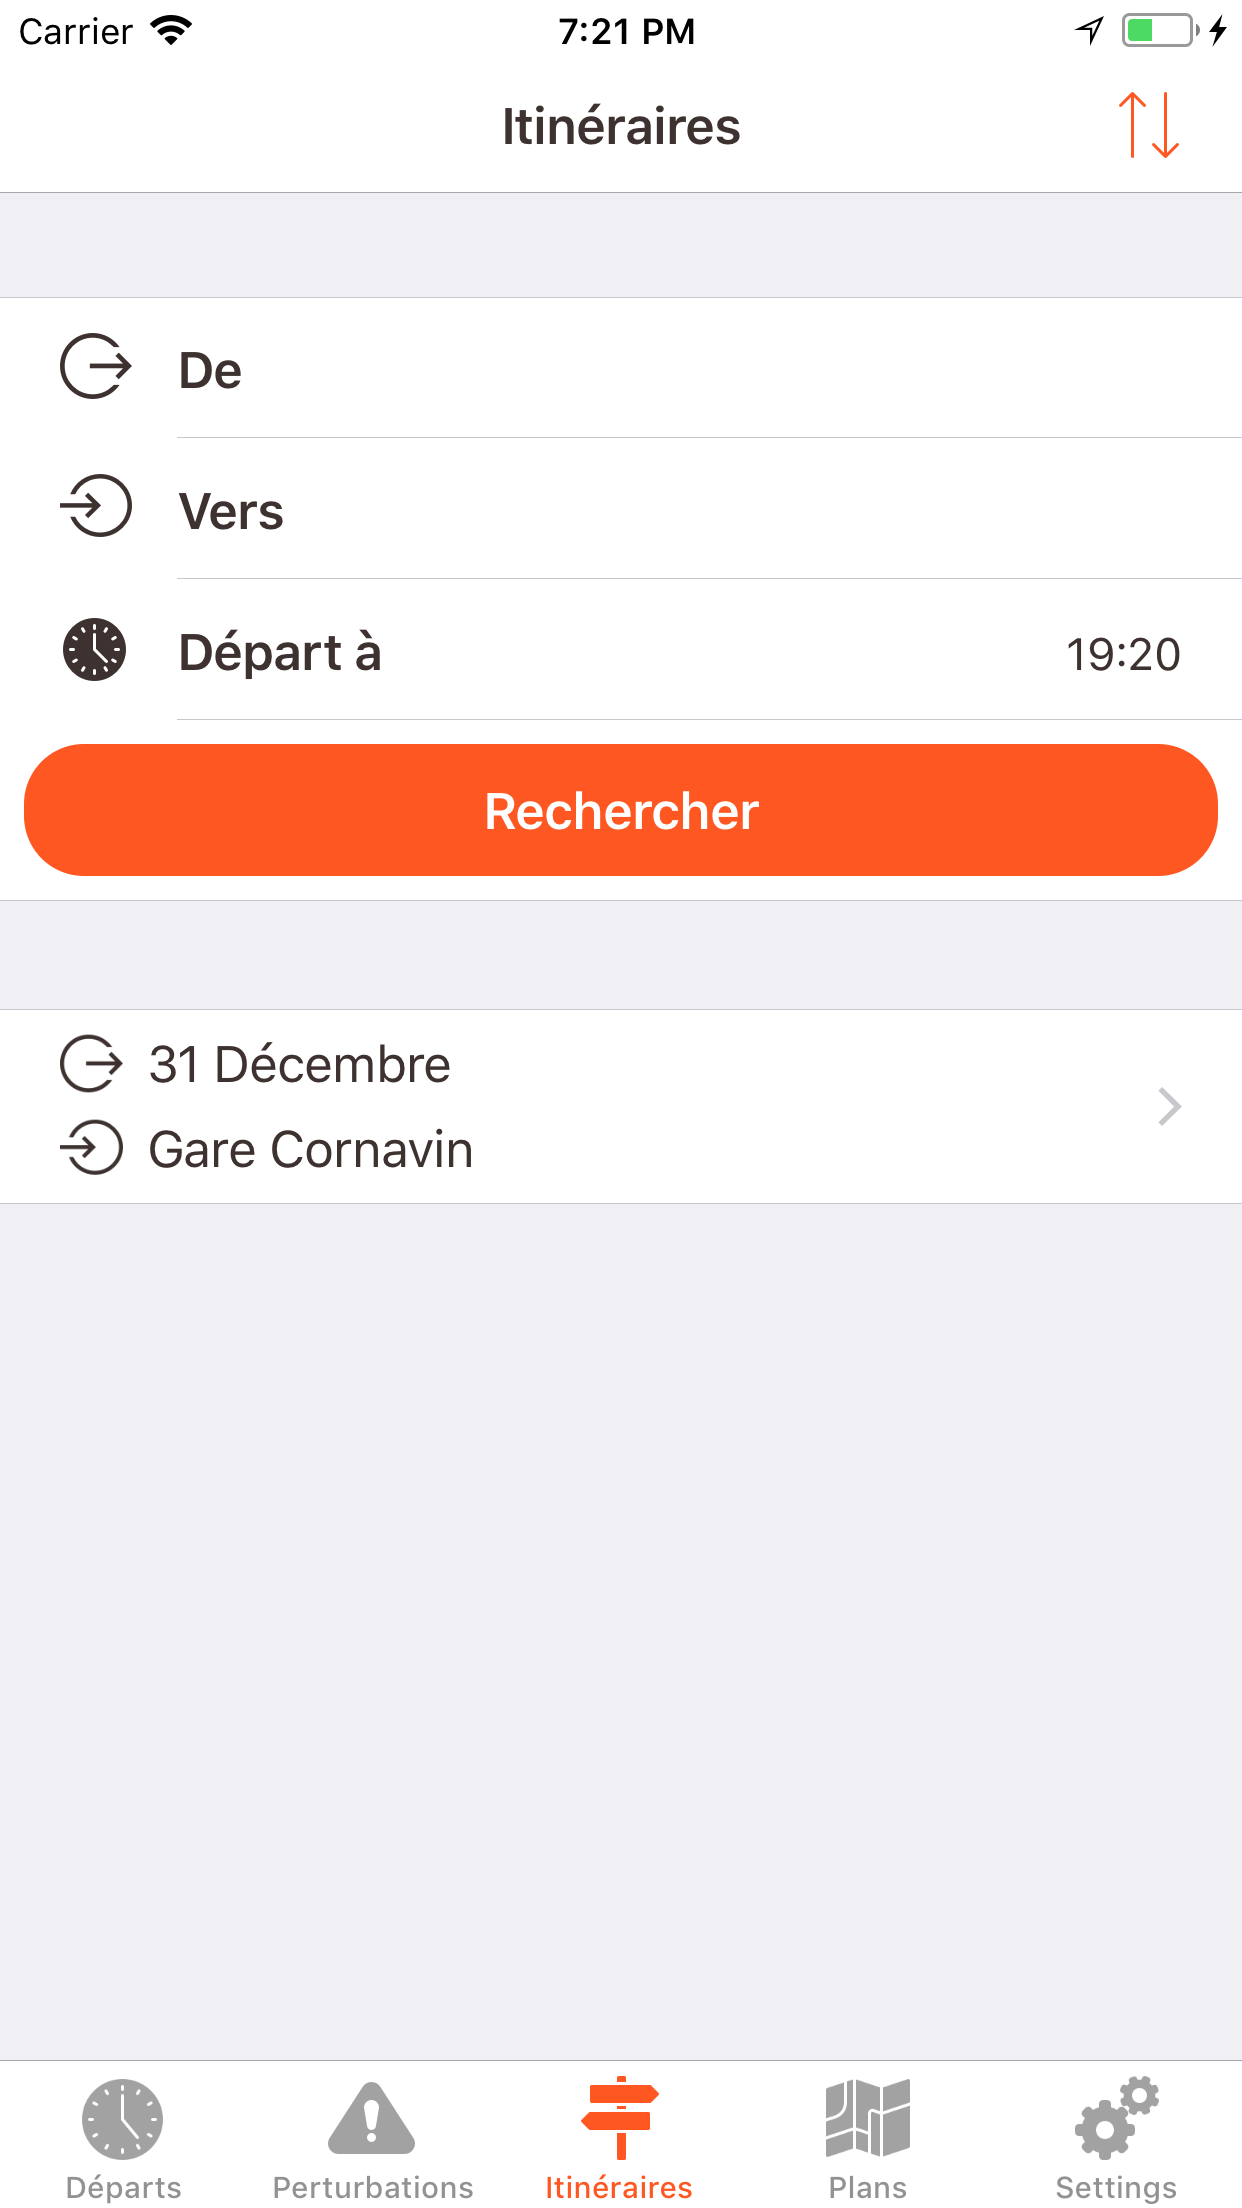 Carrier 7:21 PM
Itinéraires
De
Vers
Départ à 19:20
Rechercher
31 Décembre
Gare Cornavin
Départs Perturbations Itinéraires Plans Settings